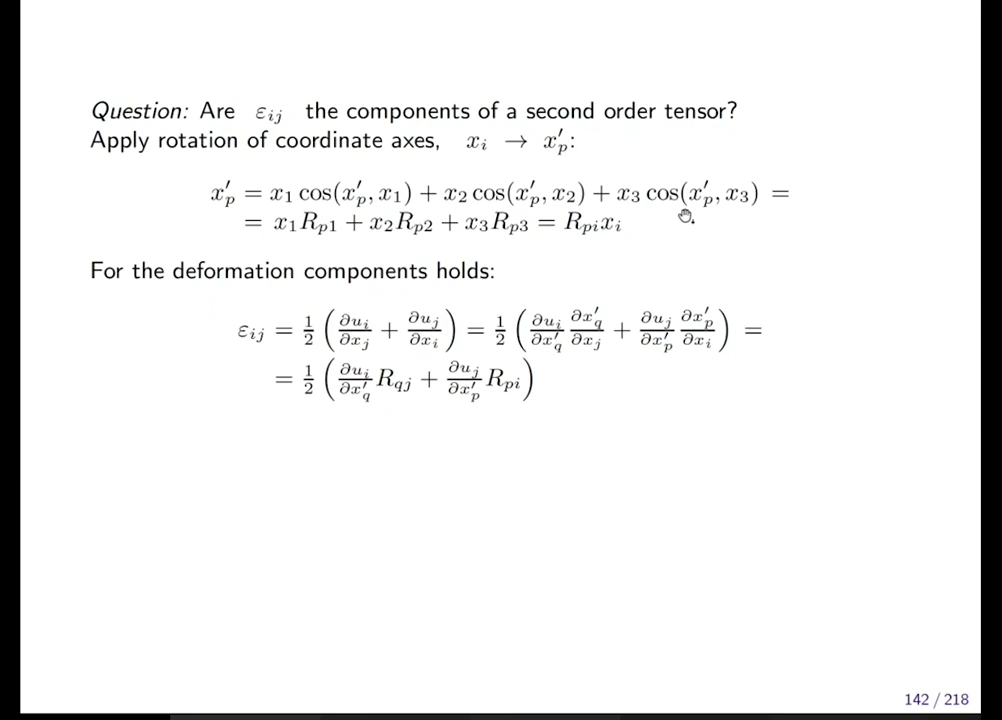 Question: Are εij the components of a second order tensor?
Apply rotation of coordinate axes, xi → x′p:
x′p = x1 cos(x′p, x1) + x2 cos(x′p, x2) + x3 cos(x′p, x3) =
= x1Rp1 + x2Rp2 + x3Rp3 = Rpixi
For the deformation components holds:
εij = 1/2 (∂ui/∂xj + ∂uj/∂xi) = 1/2 (∂ui/∂x′q ∂x′q/∂xj + ∂uj/∂x′p ∂x′p/∂xi) =
= 1/2 (∂ui/∂x′q Rqj + ∂uj/∂x′p Rpi)
142 / 218